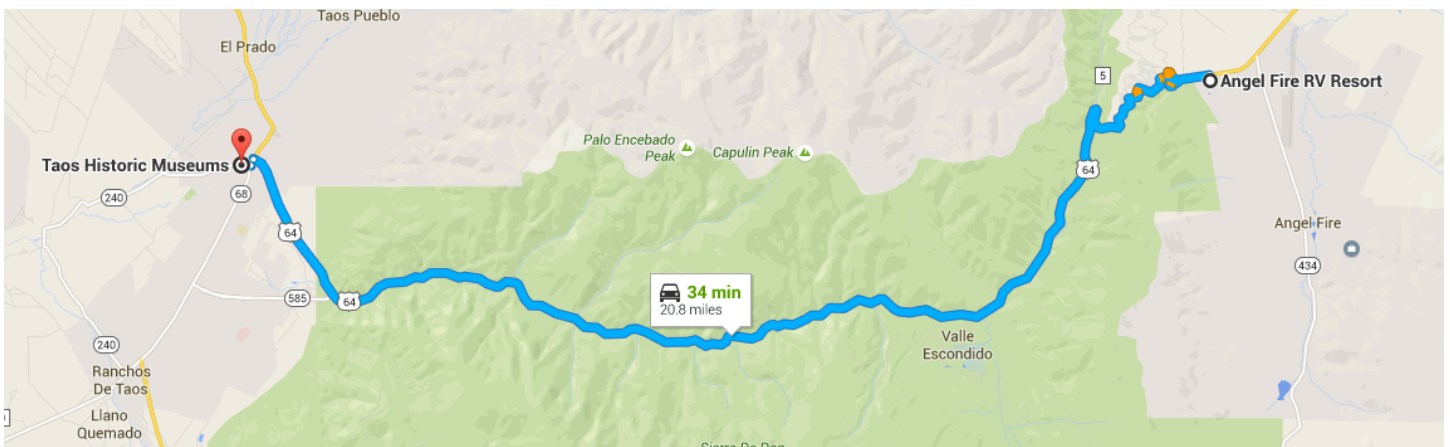 Taos Pueblo
El Prado
5
Angel Fire RV Resort
Palo Encebado
Peak
Capulin Peak
Taos Historic Museums
64
68
240
64
Angel Fire
434
585
64
34 min
20.8 miles
Valle
Escondido
240
Ranchos
De Taos
Llano
Quemado